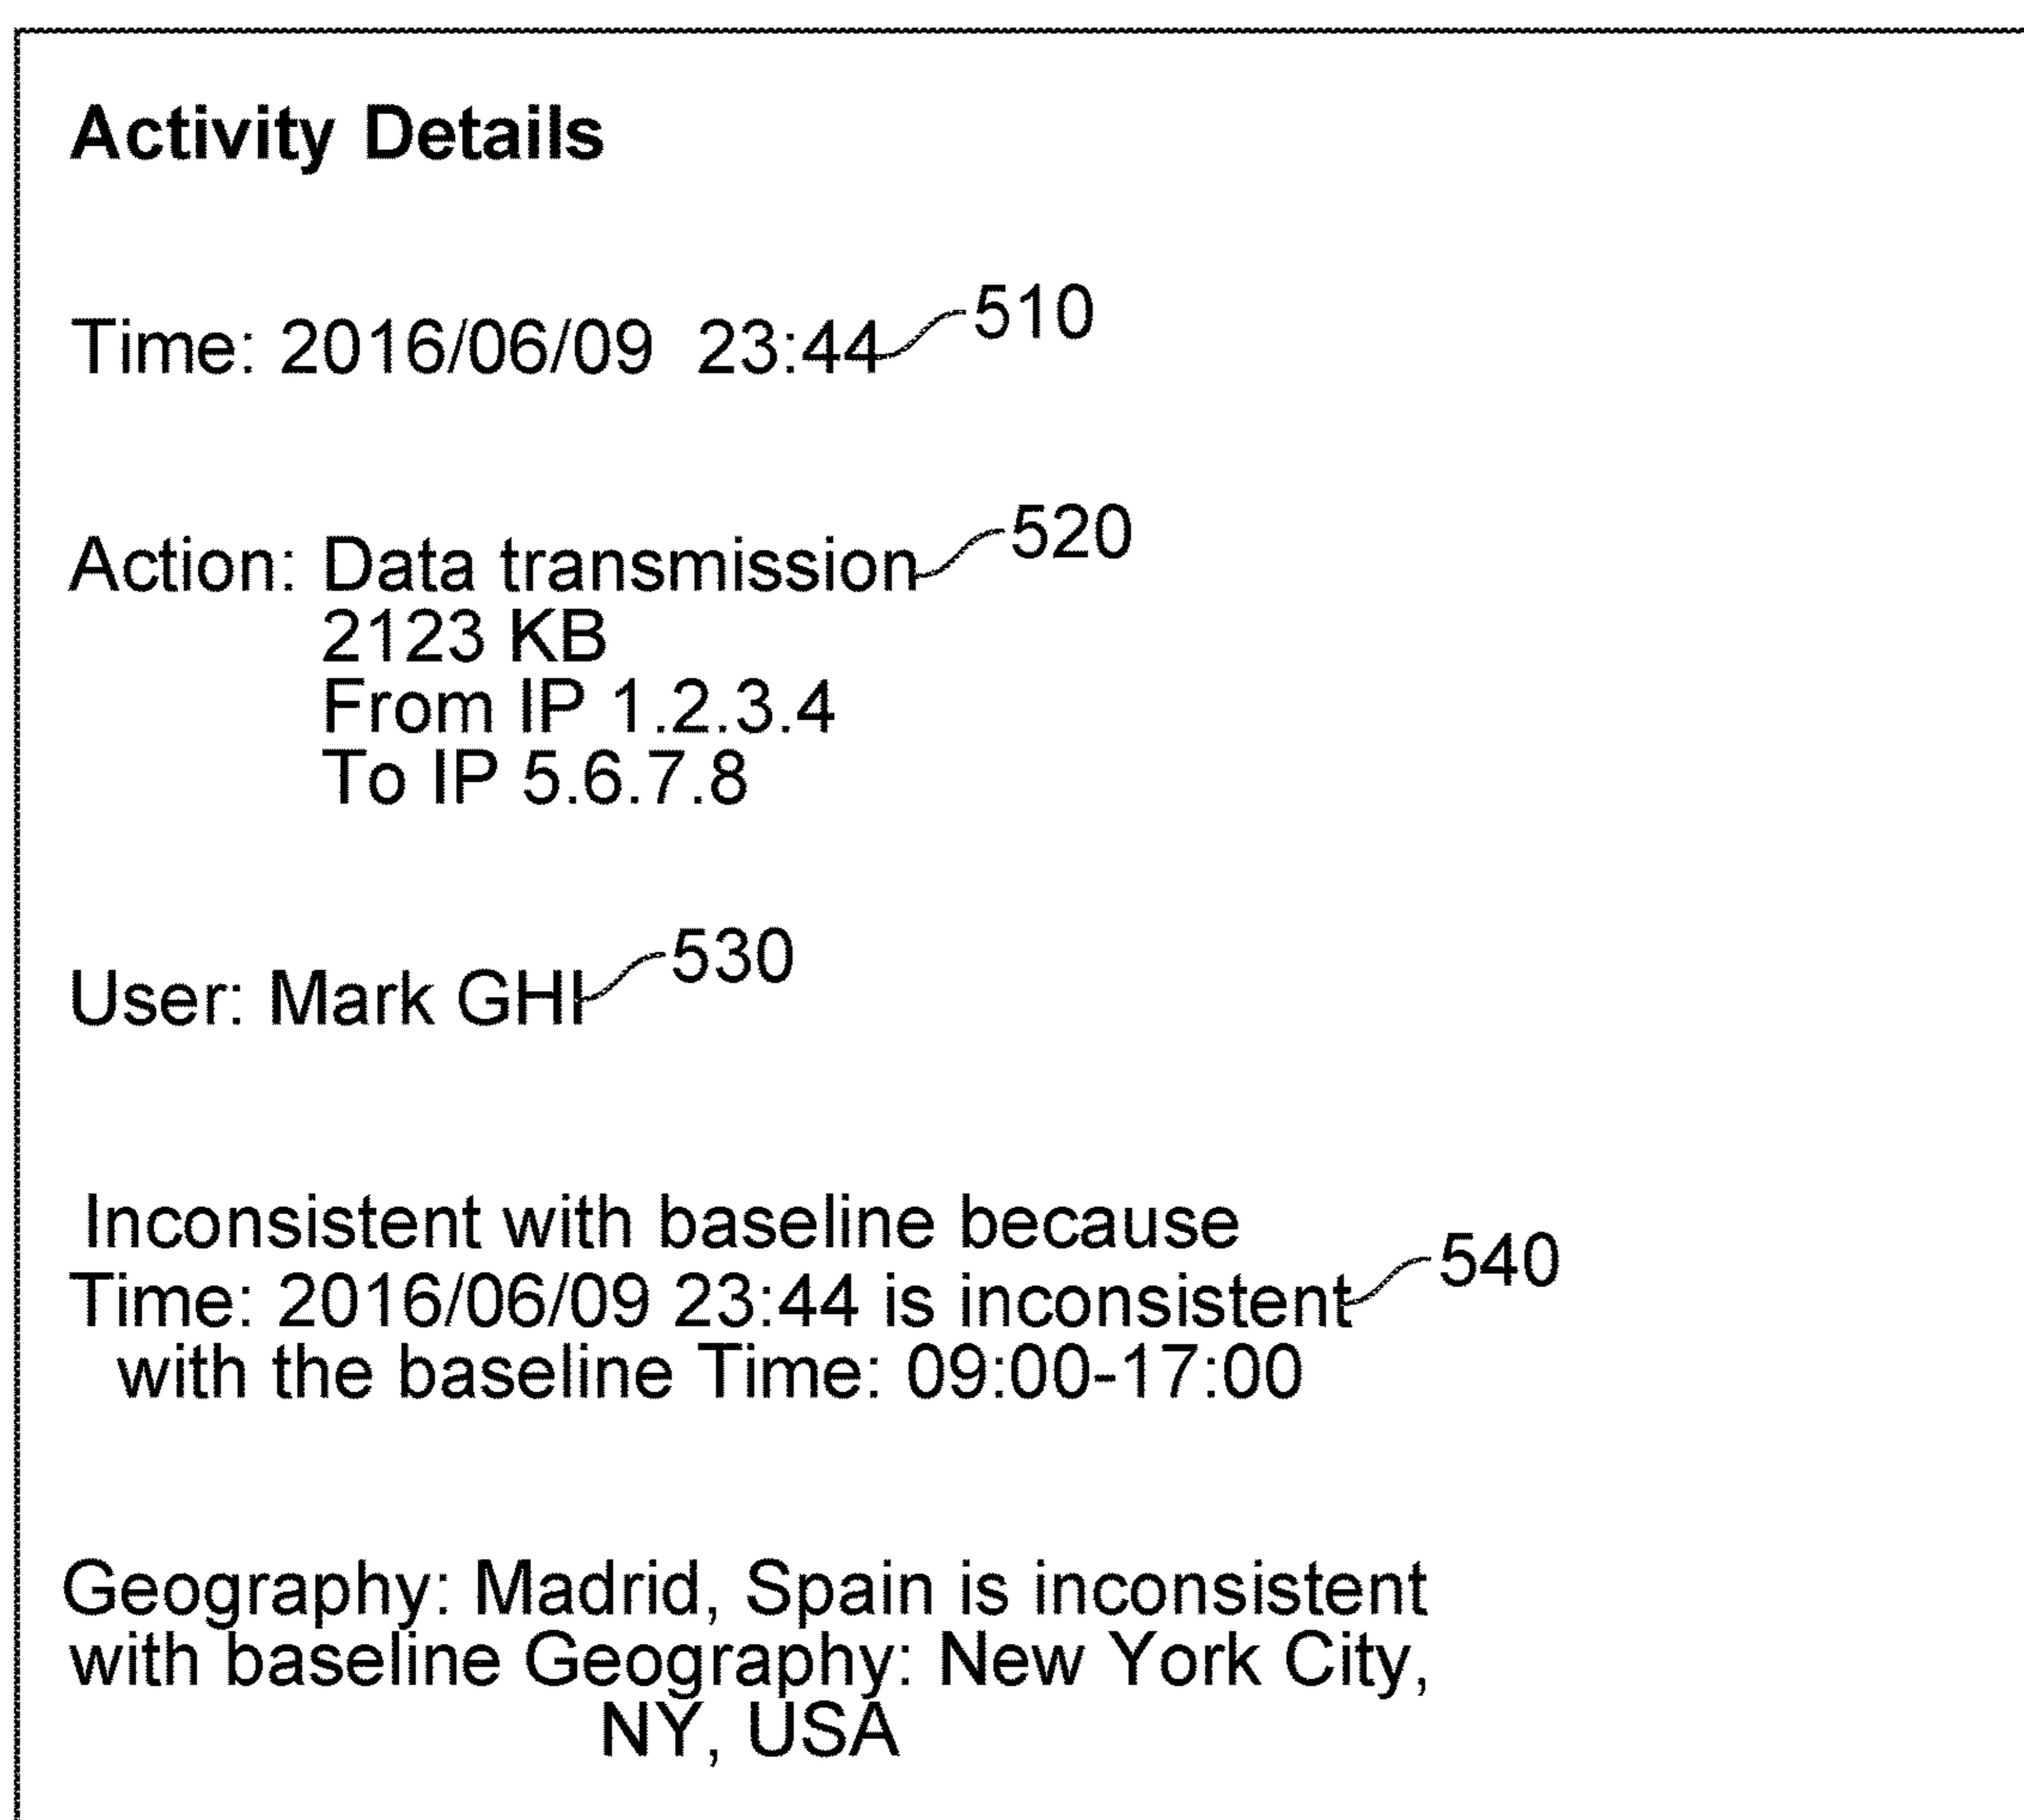 Activity Details
Time: 2016/06/09 23:44 510
Action: Data transmission 520
2123 KB
From IP 1.2.3.4
To IP 5.6.7.8
User: Mark GHI 530
Inconsistent with baseline because
Time: 2016/06/09 23:44 is inconsistent 540
with the baseline Time: 09:00-17:00
Geography: Madrid, Spain is inconsistent
with baseline Geography: New York City,
NY, USA